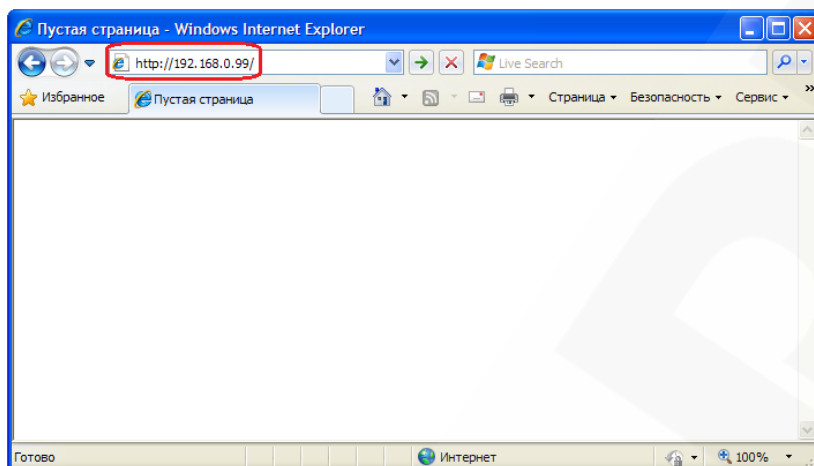 Пустая страница - Windows Internet Explorer
http://192.168.0.99/
Live Search
Избранное
Пустая страница
Страница
Безопасность
Сервис
»
Готово
Интернет
100%